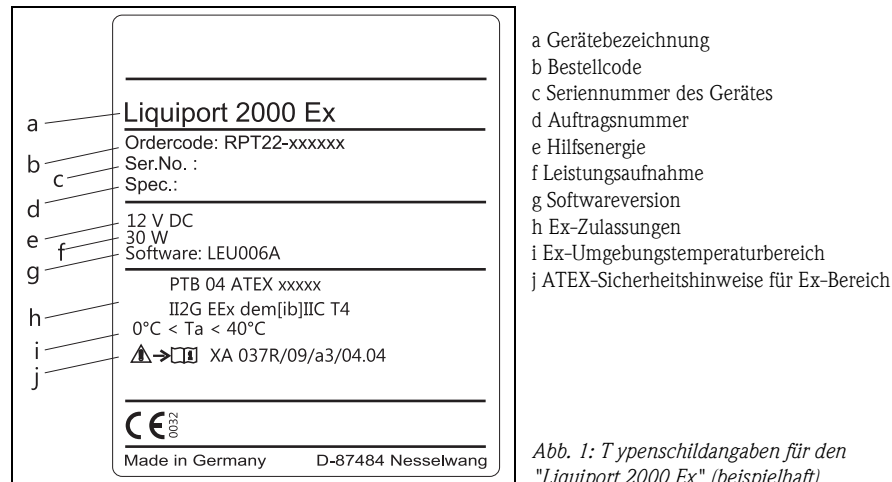 Liquiport 2000 Ex
Ordercode: RPT22-xxxxxx
Ser.No. :
Spec.:
12 V DC
30 W
Software: LEU006A
PTB 04 ATEX xxxxx
II2G EEx dem[ib]IIC T4
0°C < Ta < 40°C
XA 037R/09/a3/04.04
CE 0032
Made in Germany D-87484 Nesselwang
a
b
c
d
e
f
g
h
i
j
a Gerätebezeichnung
b Bestellcode
c Seriennummer des Gerätes
d Auftragsnummer
e Hilfsenergie
f Leistungsaufnahme
g Softwareversion
h Ex-Zulassungen
i Ex-Umgebungstemperaturbereich
j ATEX-Sicherheitshinweise für Ex-Bereich
Abb. 1: T ypenschildangaben für den
"Liquiport 2000 Ex" (beispielhaft)